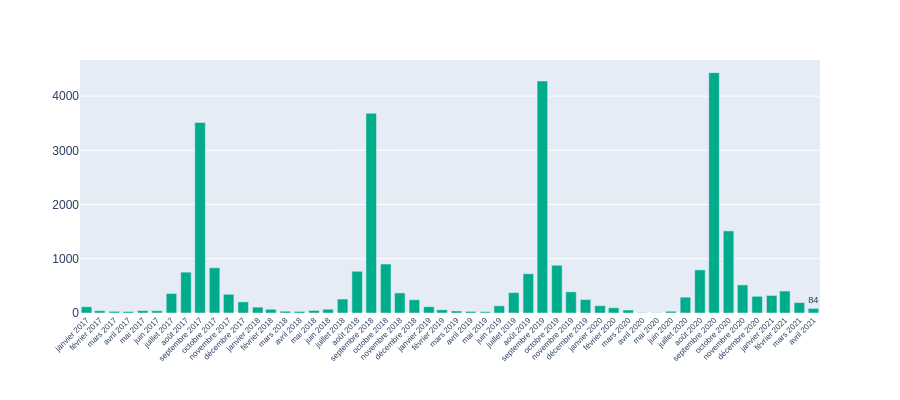 4000
3000
2000
1000
0
84
janvier 2017
février 2017
mars 2017
avril 2017
mai 2017
juin 2017
juillet 2017
août 2017
septembre 2017
octobre 2017
novembre 2017
décembre 2017
janvier 2018
février 2018
mars 2018
avril 2018
mai 2018
juin 2018
juillet 2018
août 2018
septembre 2018
octobre 2018
novembre 2018
décembre 2018
janvier 2019
février 2019
mars 2019
avril 2019
mai 2019
juin 2019
juillet 2019
août 2019
septembre 2019
octobre 2019
novembre 2019
décembre 2019
janvier 2020
février 2020
mars 2020
avril 2020
mai 2020
juin 2020
juillet 2020
août 2020
septembre 2020
octobre 2020
novembre 2020
décembre 2020
janvier 2021
février 2021
mars 2021
avril 2021